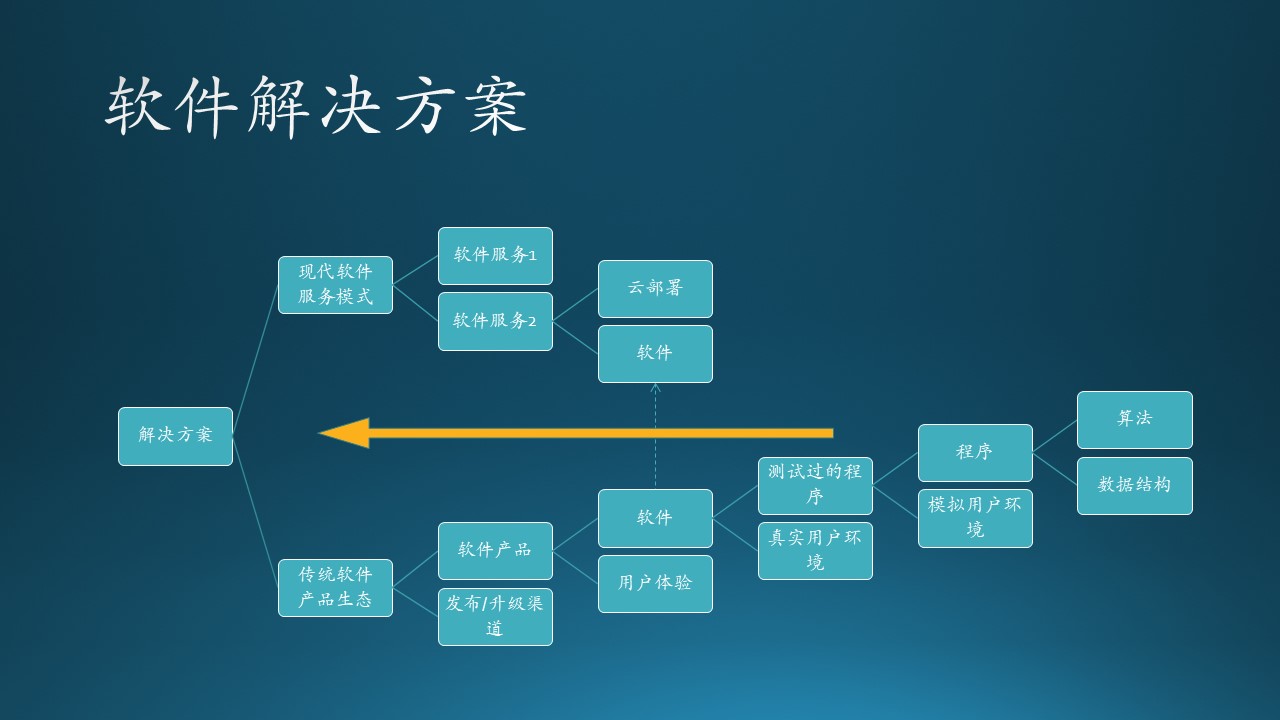 软件解决方案
软件服务1
现代软件
服务模式
云部署
软件服务2
软件
算法
解决方案
程序
测试过的程
序
数据结构
模拟用户环
境
软件
真实用户环
境
软件产品
传统软件
产品生态
用户体验
发布/升级渠
道